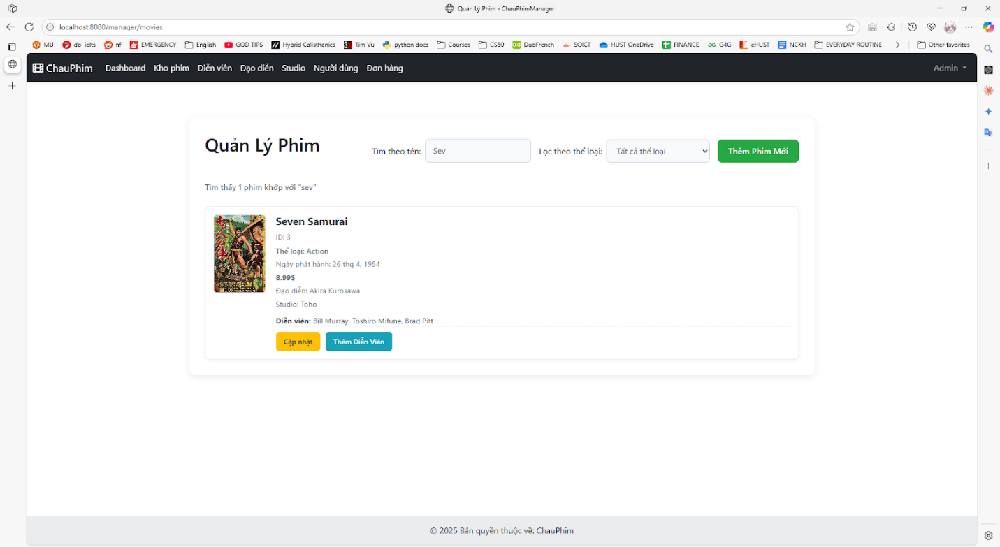 Quản Lý Phim - ChauPhimManager
localhost:8080/manager/movies
MU dol ielts nf EMERGENCY English GOD TIPS Hybrid Calisthenics Tim Vu python docs Courses CS50 DuoFrench SOICT HUST OneDrive FINANCE G4G eHUST NCKH EVERYDAY ROUTINE Other favorites
ChauPhim Dashboard Kho phim Diễn viên Đạo diễn Studio Người dùng Đơn hàng Admin
Quản Lý Phim
Tìm theo tên: Sev Lọc theo thể loại: Tất cả thể loại Thêm Phim Mới
Tìm thấy 1 phim khớp với "sev"
Seven Samurai
ID: 3
Thể loại: Action
Ngày phát hành: 26 thg 4, 1954
8.99$
Đạo diễn: Akira Kurosawa
Studio: Toho
Diễn viên: Bill Murray, Toshiro Mifune, Brad Pitt
Cập nhật Thêm Diễn Viên
© 2025 Bản quyền thuộc về: ChauPhim